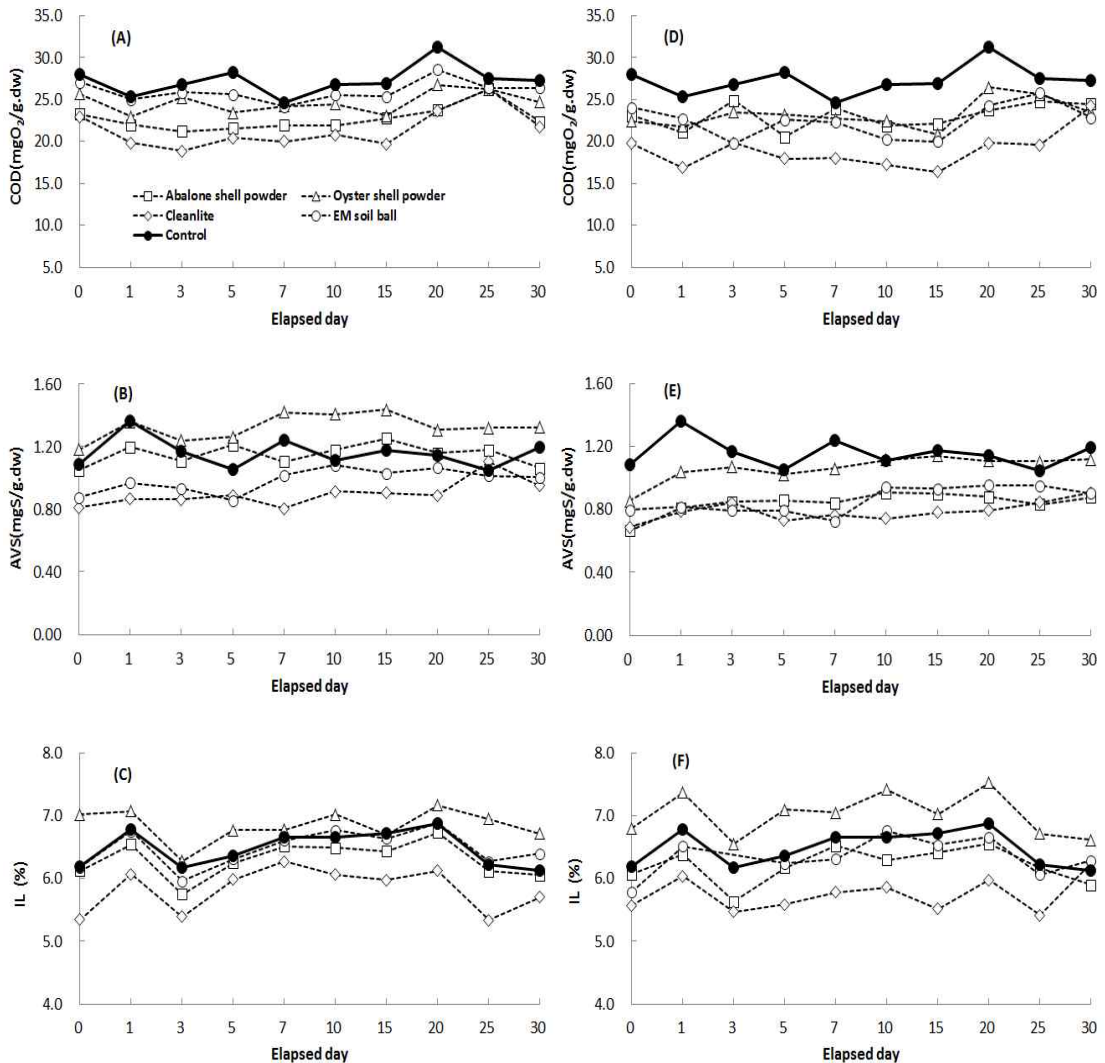 (A)
COD(mgO₂/g.dw)
35.0
30.0
25.0
20.0
15.0
10.0
5.0
Abalone shell powder
Oyster shell powder
Cleanlite
EM soil ball
Control
0 1 3 5 7 10 15 20 25 30
Elapsed day
(D)
COD(mgO₂/g.dw)
35.0
30.0
25.0
20.0
15.0
10.0
5.0
0 1 3 5 7 10 15 20 25 30
Elapsed day
(B)
AVS(mgS/g.dw)
1.60
1.20
0.80
0.40
0.00
0 1 3 5 7 10 15 20 25 30
Elapsed day
(E)
AVS(mgS/g.dw)
1.60
1.20
0.80
0.40
0.00
0 1 3 5 7 10 15 20 25 30
Elapsed day
(C)
IL (%)
8.0
7.0
6.0
5.0
4.0
0 1 3 5 7 10 15 20 25 30
Elapsed day
(F)
IL (%)
8.0
7.0
6.0
5.0
4.0
0 1 3 5 7 10 15 20 25 30
Elapsed day